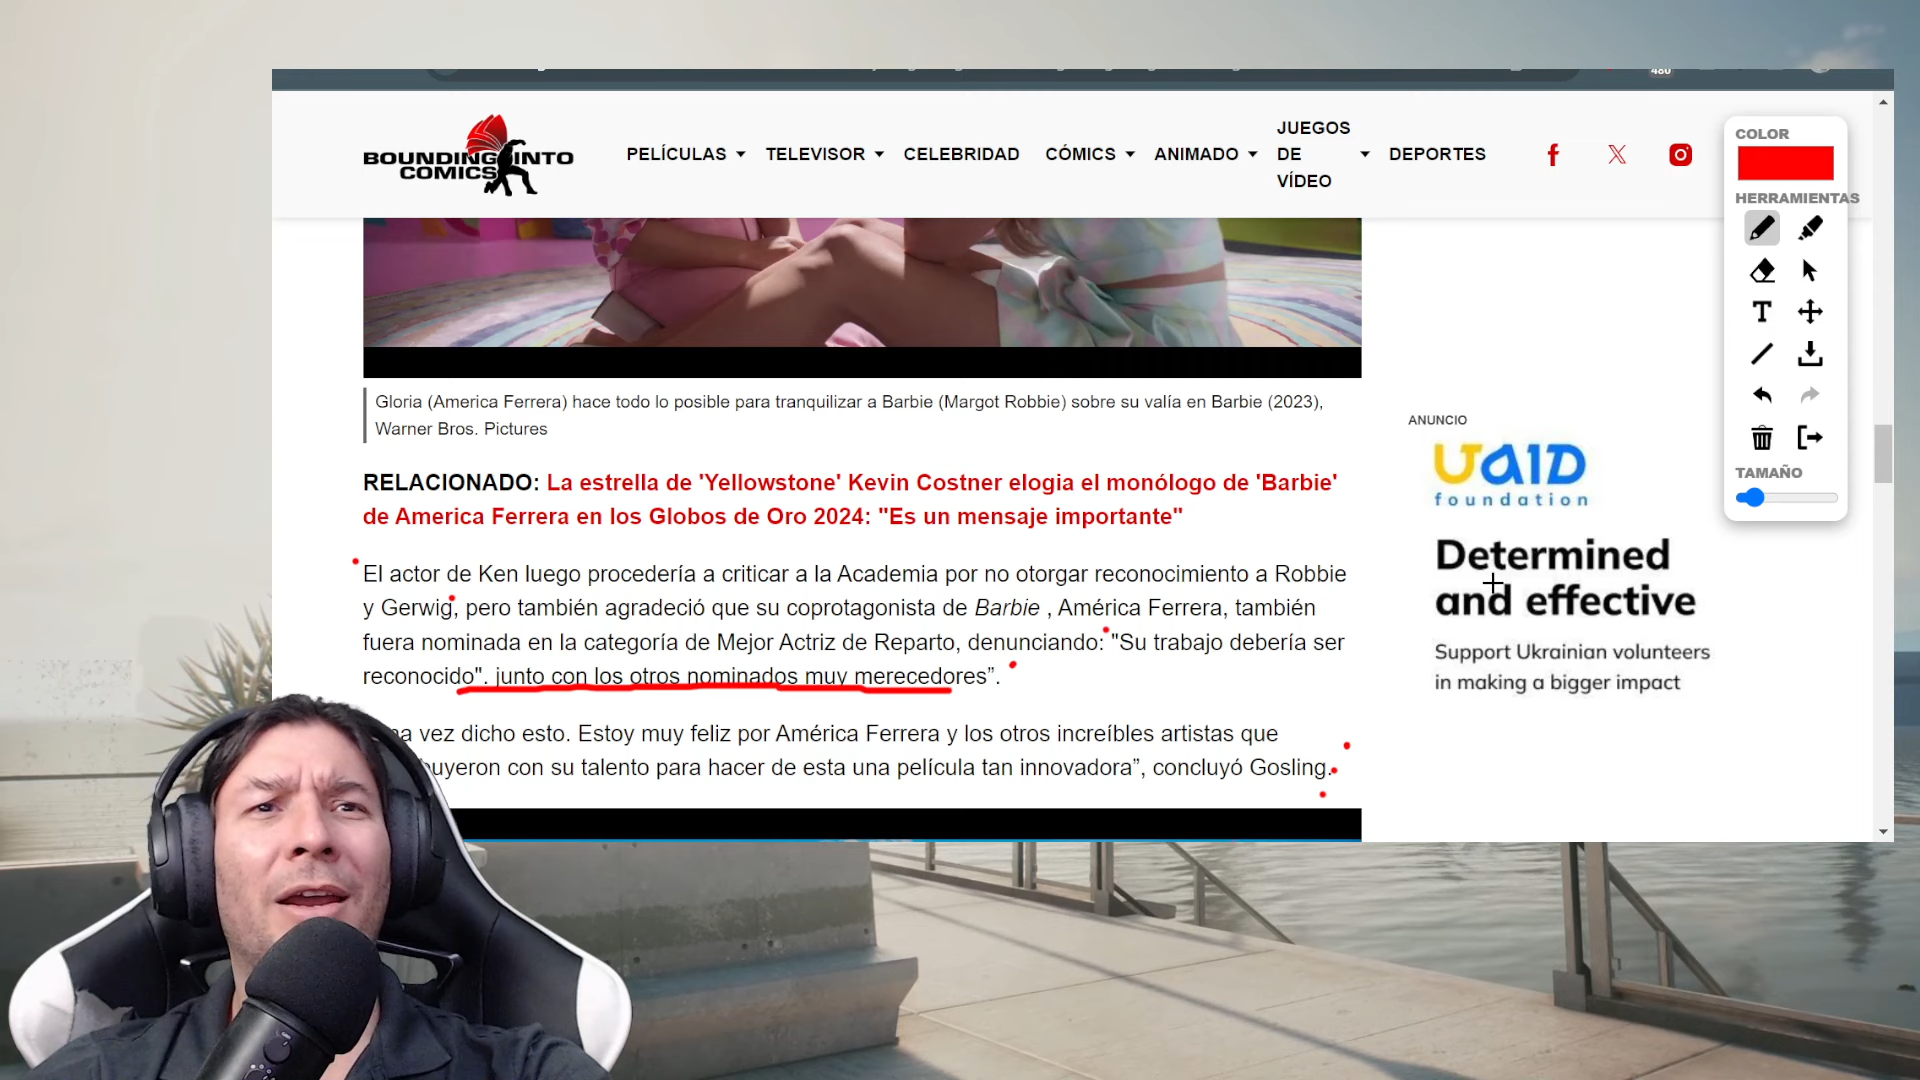 480
BOUNDING INTO
COMICS
PELÍCULAS
TELEVISOR
CELEBRIDAD
CÓMICS
ANIMADO
JUEGOS
DE
VÍDEO
DEPORTES
COLOR
HERRAMIENTAS
TAMAÑO
Gloria (America Ferrera) hace todo lo posible para tranquilizar a Barbie (Margot Robbie) sobre su valía en Barbie (2023),
Warner Bros. Pictures
RELACIONADO: La estrella de 'Yellowstone' Kevin Costner elogia el monólogo de 'Barbie'
de America Ferrera en los Globos de Oro 2024: "Es un mensaje importante"
El actor de Ken luego procedería a criticar a la Academia por no otorgar reconocimiento a Robbie
y Gerwig, pero también agradeció que su coprotagonista de Barbie , América Ferrera, también
fuera nominada en la categoría de Mejor Actriz de Reparto, denunciando: "Su trabajo debería ser
reconocido". junto con los otros nominados muy merecedores”.
vez dicho esto. Estoy muy feliz por América Ferrera y los otros increíbles artistas que
buyeron con su talento para hacer de esta una película tan innovadora”, concluyó Gosling.
ANUNCIO
UAID
foundation
Determined
and effective
Support Ukrainian volunteers
in making a bigger impact